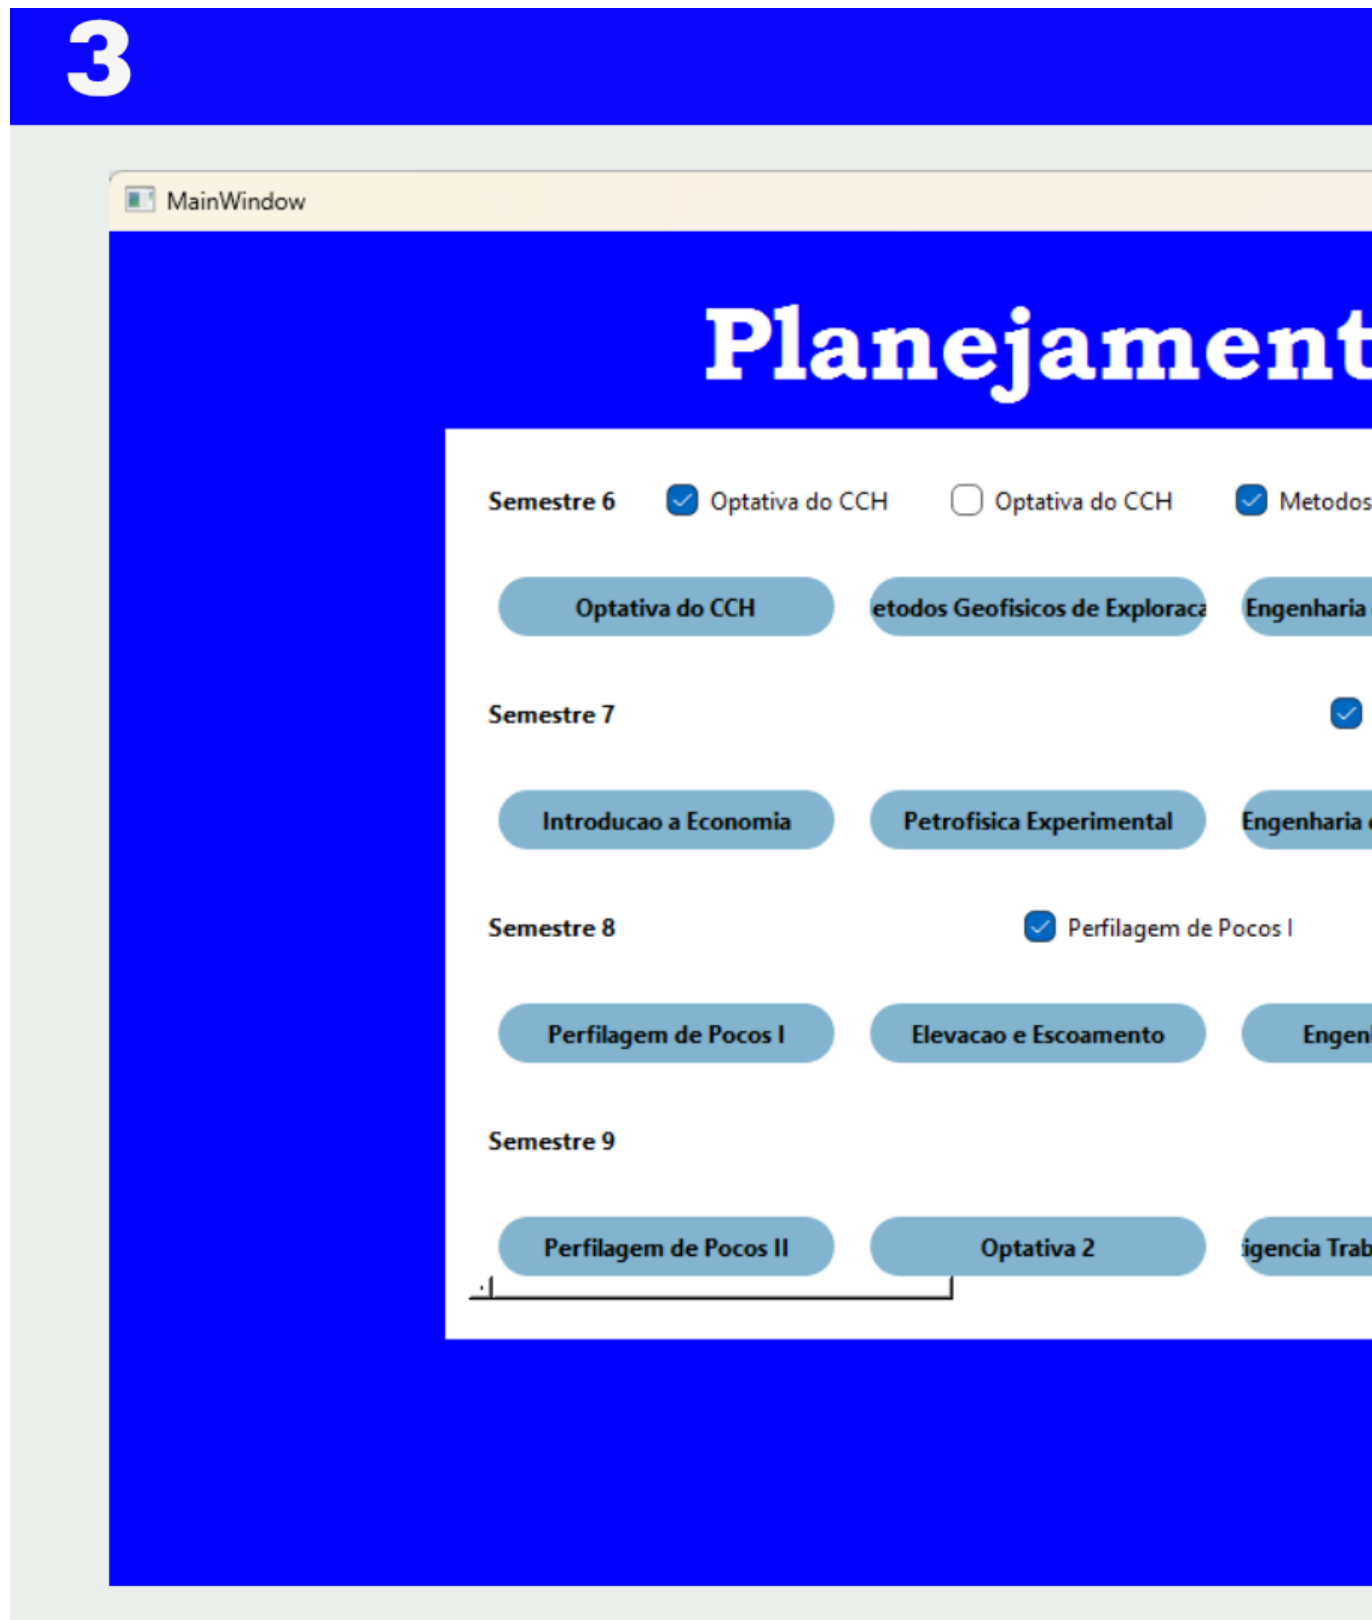 3
MainWindow
Planejament
Semestre 6 Optativa do CCH Optativa do CCH Metodos
Optativa do CCH etodos Geofisicos de Exploraca Engenharia
Semestre 7
Introducao a Economia Petrofisica Experimental Engenharia
Semestre 8 Perfilagem de Pocos I
Perfilagem de Pocos I Elevacao e Escoamento Engen
Semestre 9
Perfilagem de Pocos II Optativa 2 igencia Trab